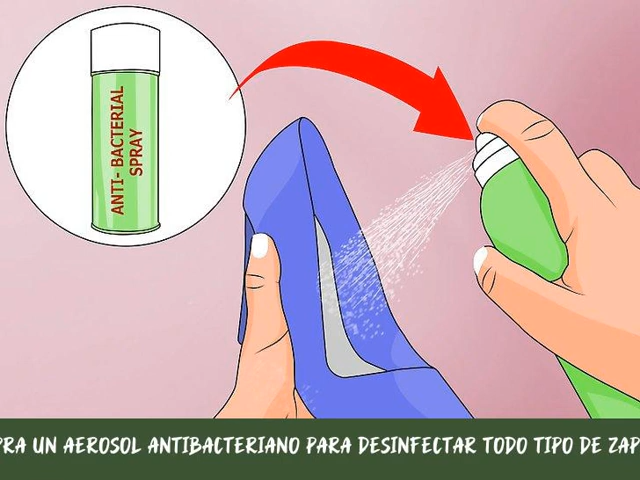 ANTI- BACTERIAL
SPRAY
PRA UN AEROSOL ANTIBACTERIANO PARA DESINFECTAR TODO TIPO DE ZAP